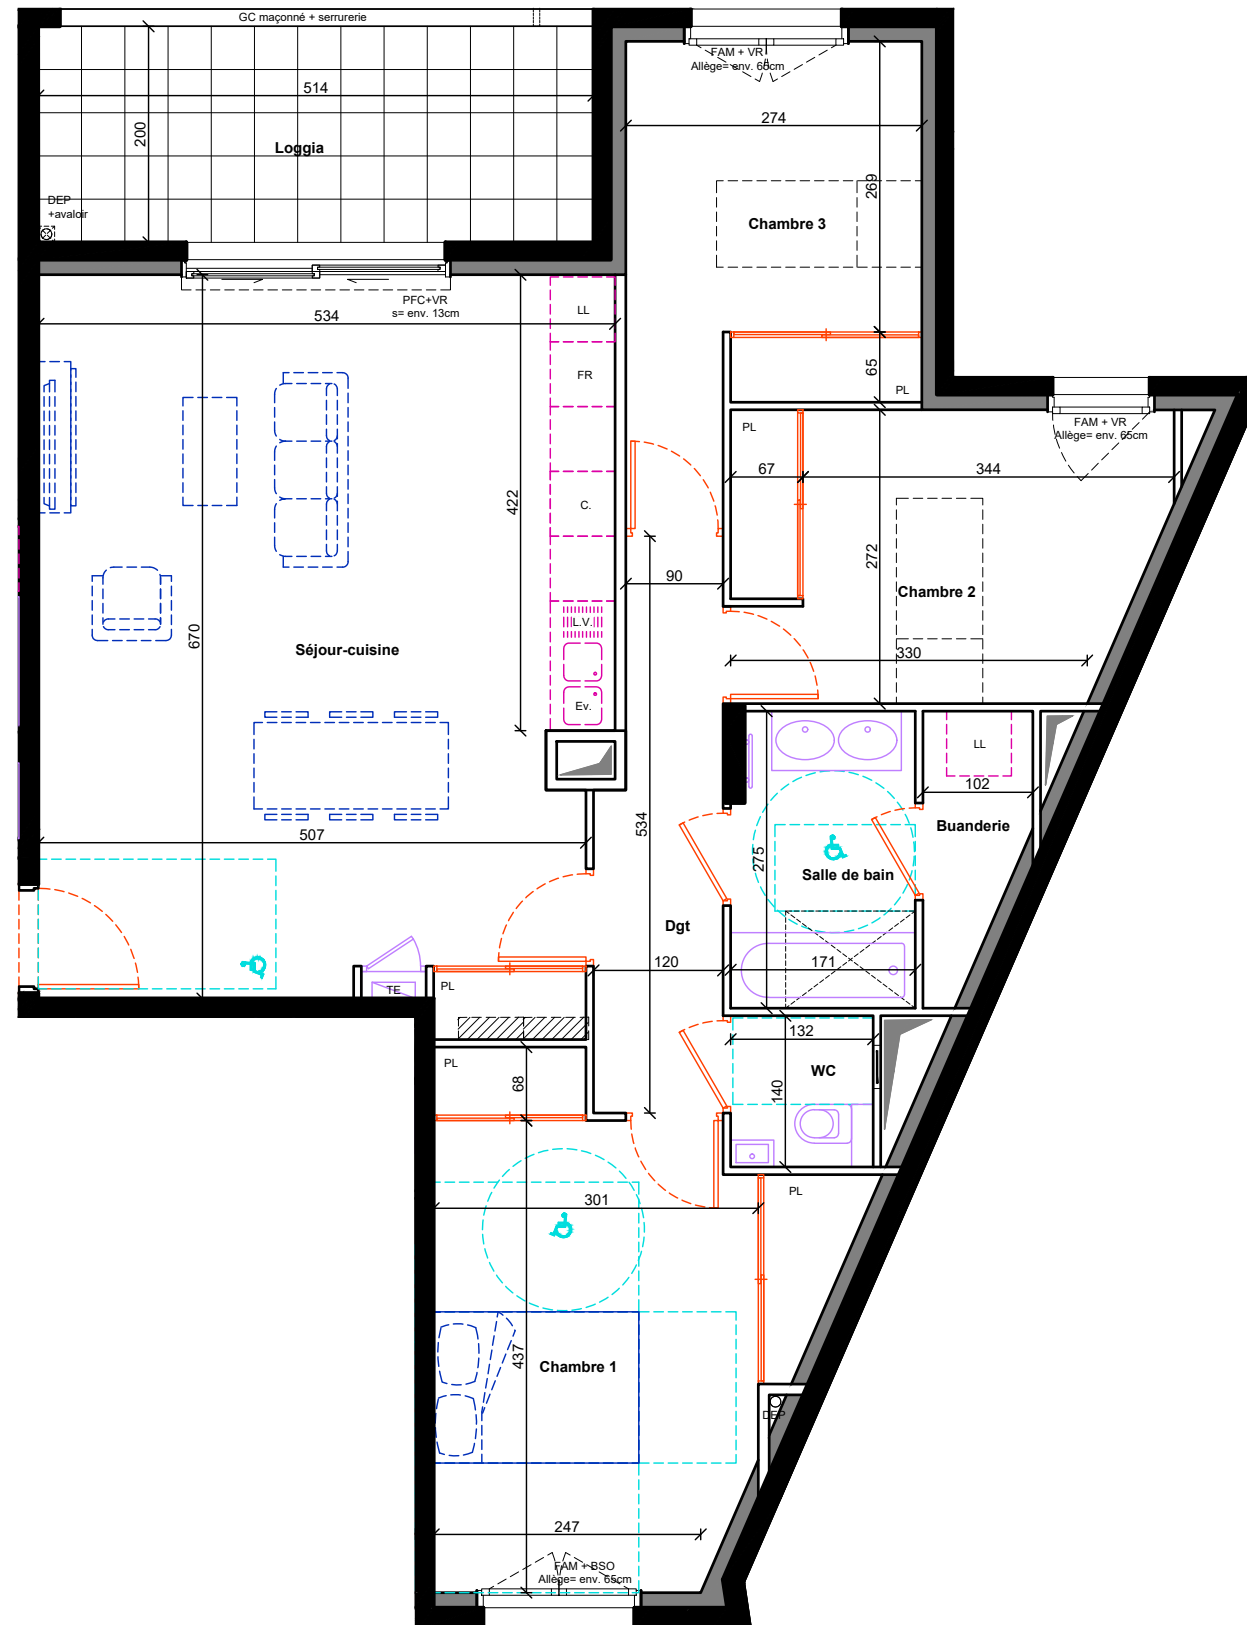 GC maçonné + serrurerie
514
200
Loggia
DEP
+avaloir
FAM + VR
Allège= env. 65cm
274
269
Chambre 3
65
PL
PFC+VR
s= env. 13cm
534
LL
FR
C.
L.V.
Ev.
422
670
Séjour-cuisine
507
FAM + VR
Allège= env. 65cm
PL
67
344
272
Chambre 2
330
90
534
LL
102
Buanderie
275
Salle de bain
171
Dgt
120
TE
PL
PL
68
132
WC
140
PL
301
437
Chambre 1
DEP
247
FAM + BSO
Allège= env. 65cm